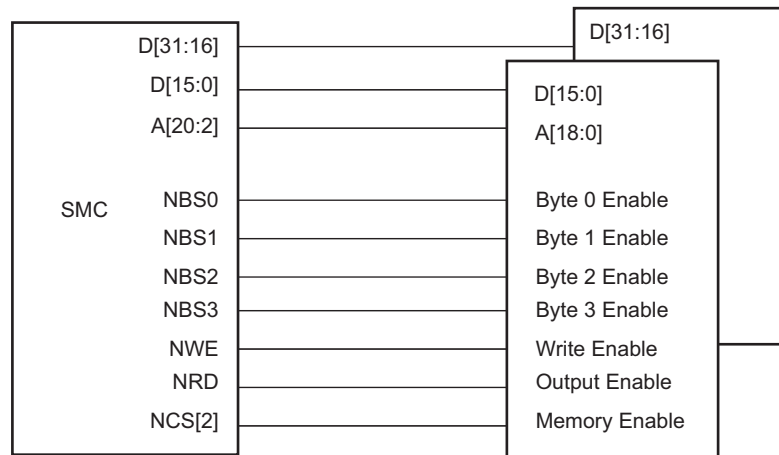 D[31:16] D[31:16]
D[15:0] D[15:0]
A[20:2] A[18:0]
SMC
NBS0 Byte 0 Enable
NBS1 Byte 1 Enable
NBS2 Byte 2 Enable
NBS3 Byte 3 Enable
NWE Write Enable
NRD Output Enable
NCS[2] Memory Enable